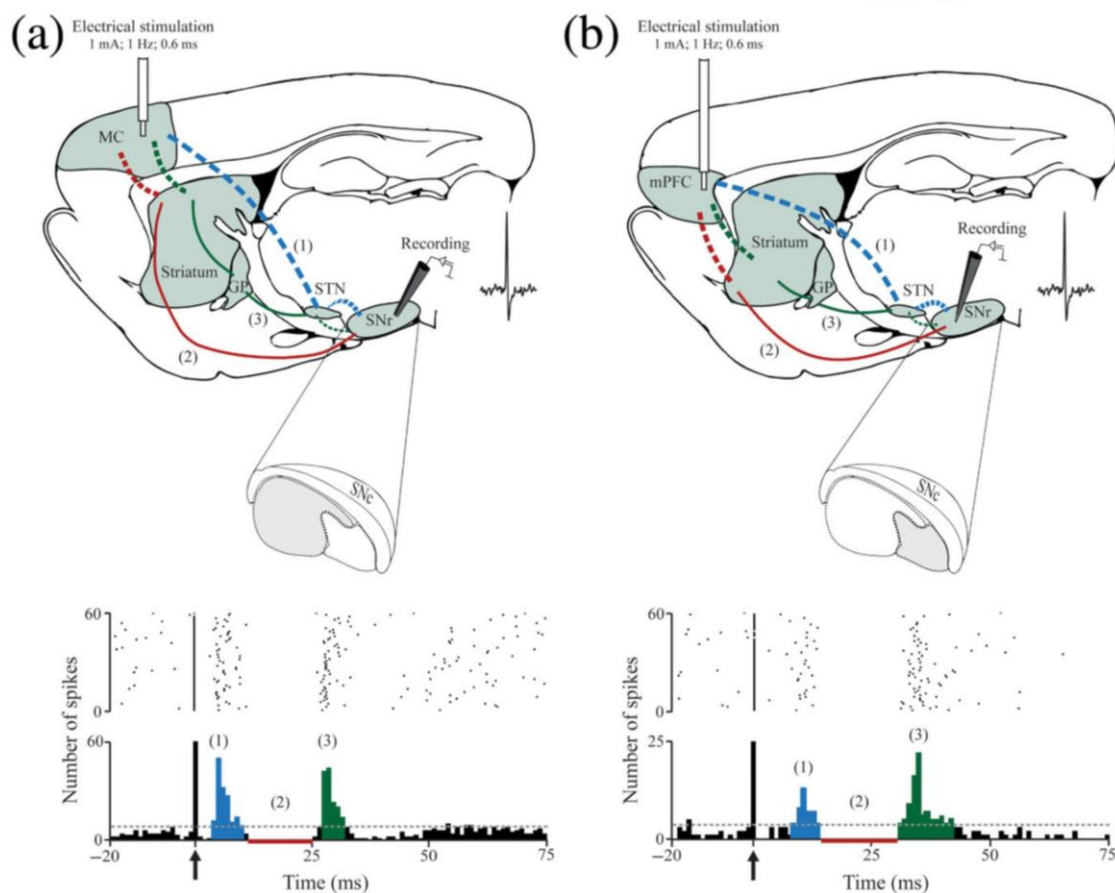 (a)
Electrical stimulation
1 mA; 1 Hz; 0.6 ms
MC
Striatum
GP
STN
SNr
Recording
(1)
(2)
(3)
SNc
Number of spikes
60
0
60
0
(1)
(2)
(3)
−20
25
50
75
Time (ms)
(b)
Electrical stimulation
1 mA; 1 Hz; 0.6 ms
mPFC
Striatum
GP
STN
SNr
Recording
(1)
(2)
(3)
SNc
Number of spikes
60
0
25
0
(1)
(2)
(3)
−20
25
50
75
Time (ms)